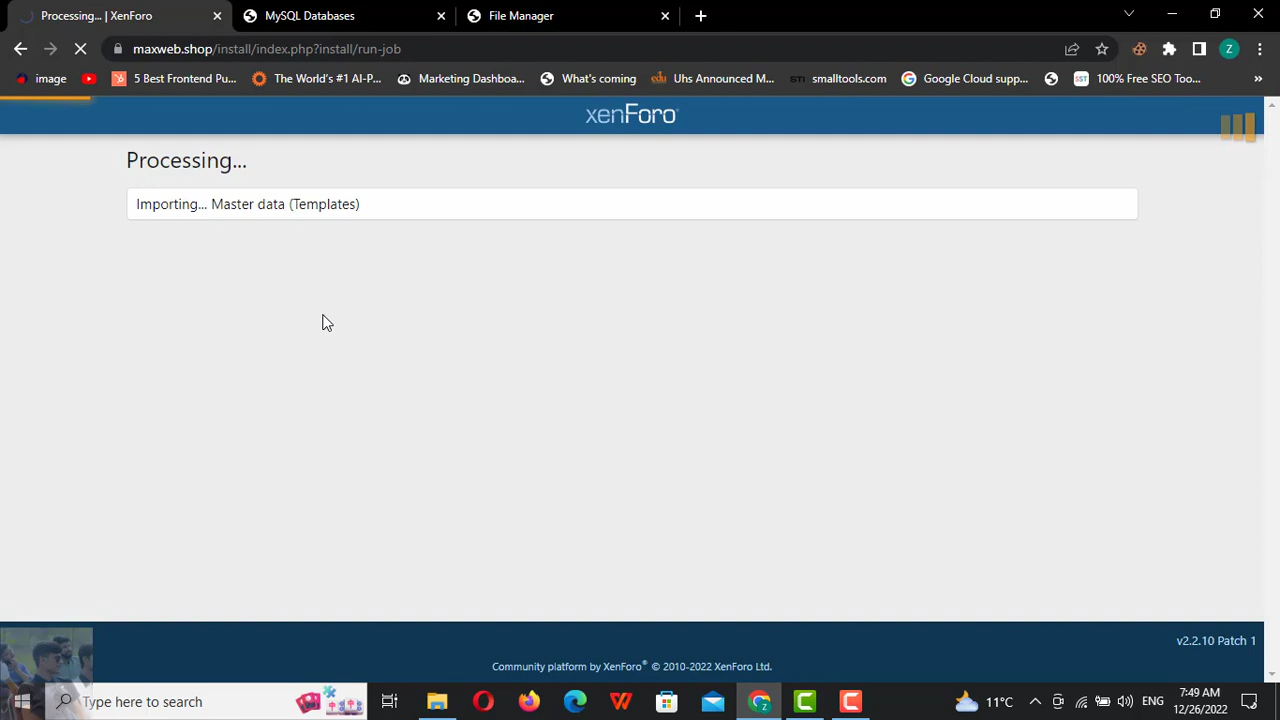 Processing... | XenForo
MySQL Databases
File Manager
maxweb.shop/install/index.php?install/run-job
Z
image
5 Best Frontend Pu...
The World's #1 AI-P...
Marketing Dashboa...
What's coming
edu
Uhs Announced M...
STI
smalltools.com
Google Cloud supp...
SST
100% Free SEO Too...
»
xenForo
Processing...
Importing... Master data (Templates)
v2.2.10 Patch 1
Community platform by XenForo® © 2010-2022 XenForo Ltd.
Type here to search
11°C
ENG
7:49 AM
12/26/2022